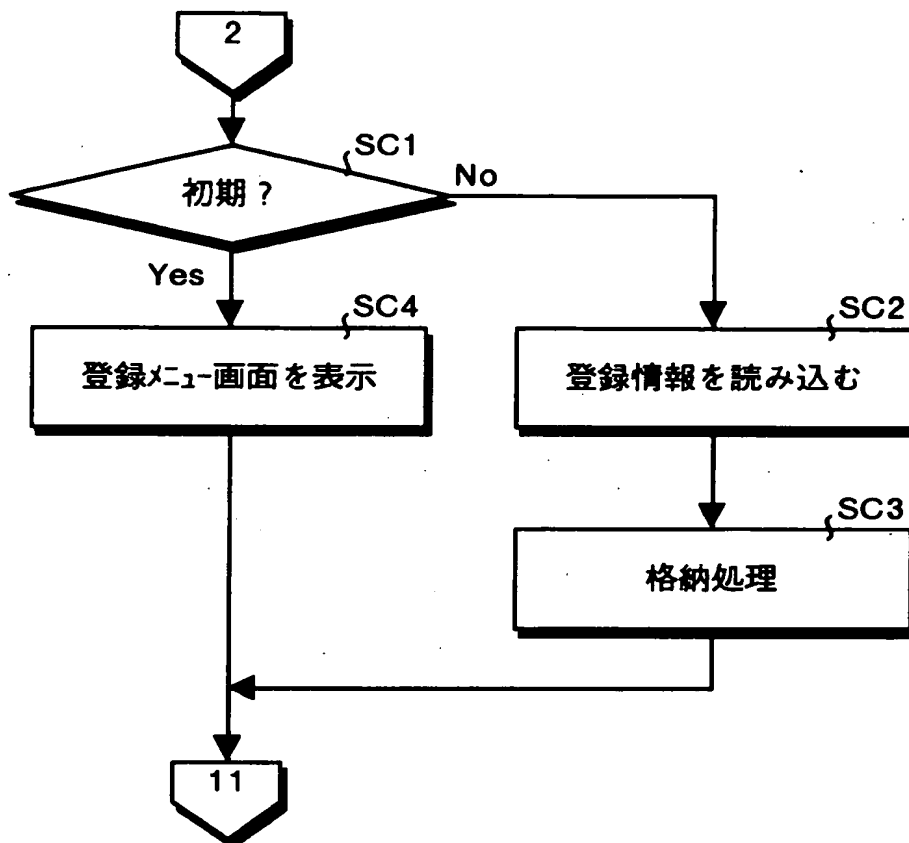 2
SC1
初期?
No
Yes
SC4
登録メニュー画面を表示
SC2
登録情報を読み込む
SC3
格納処理
11